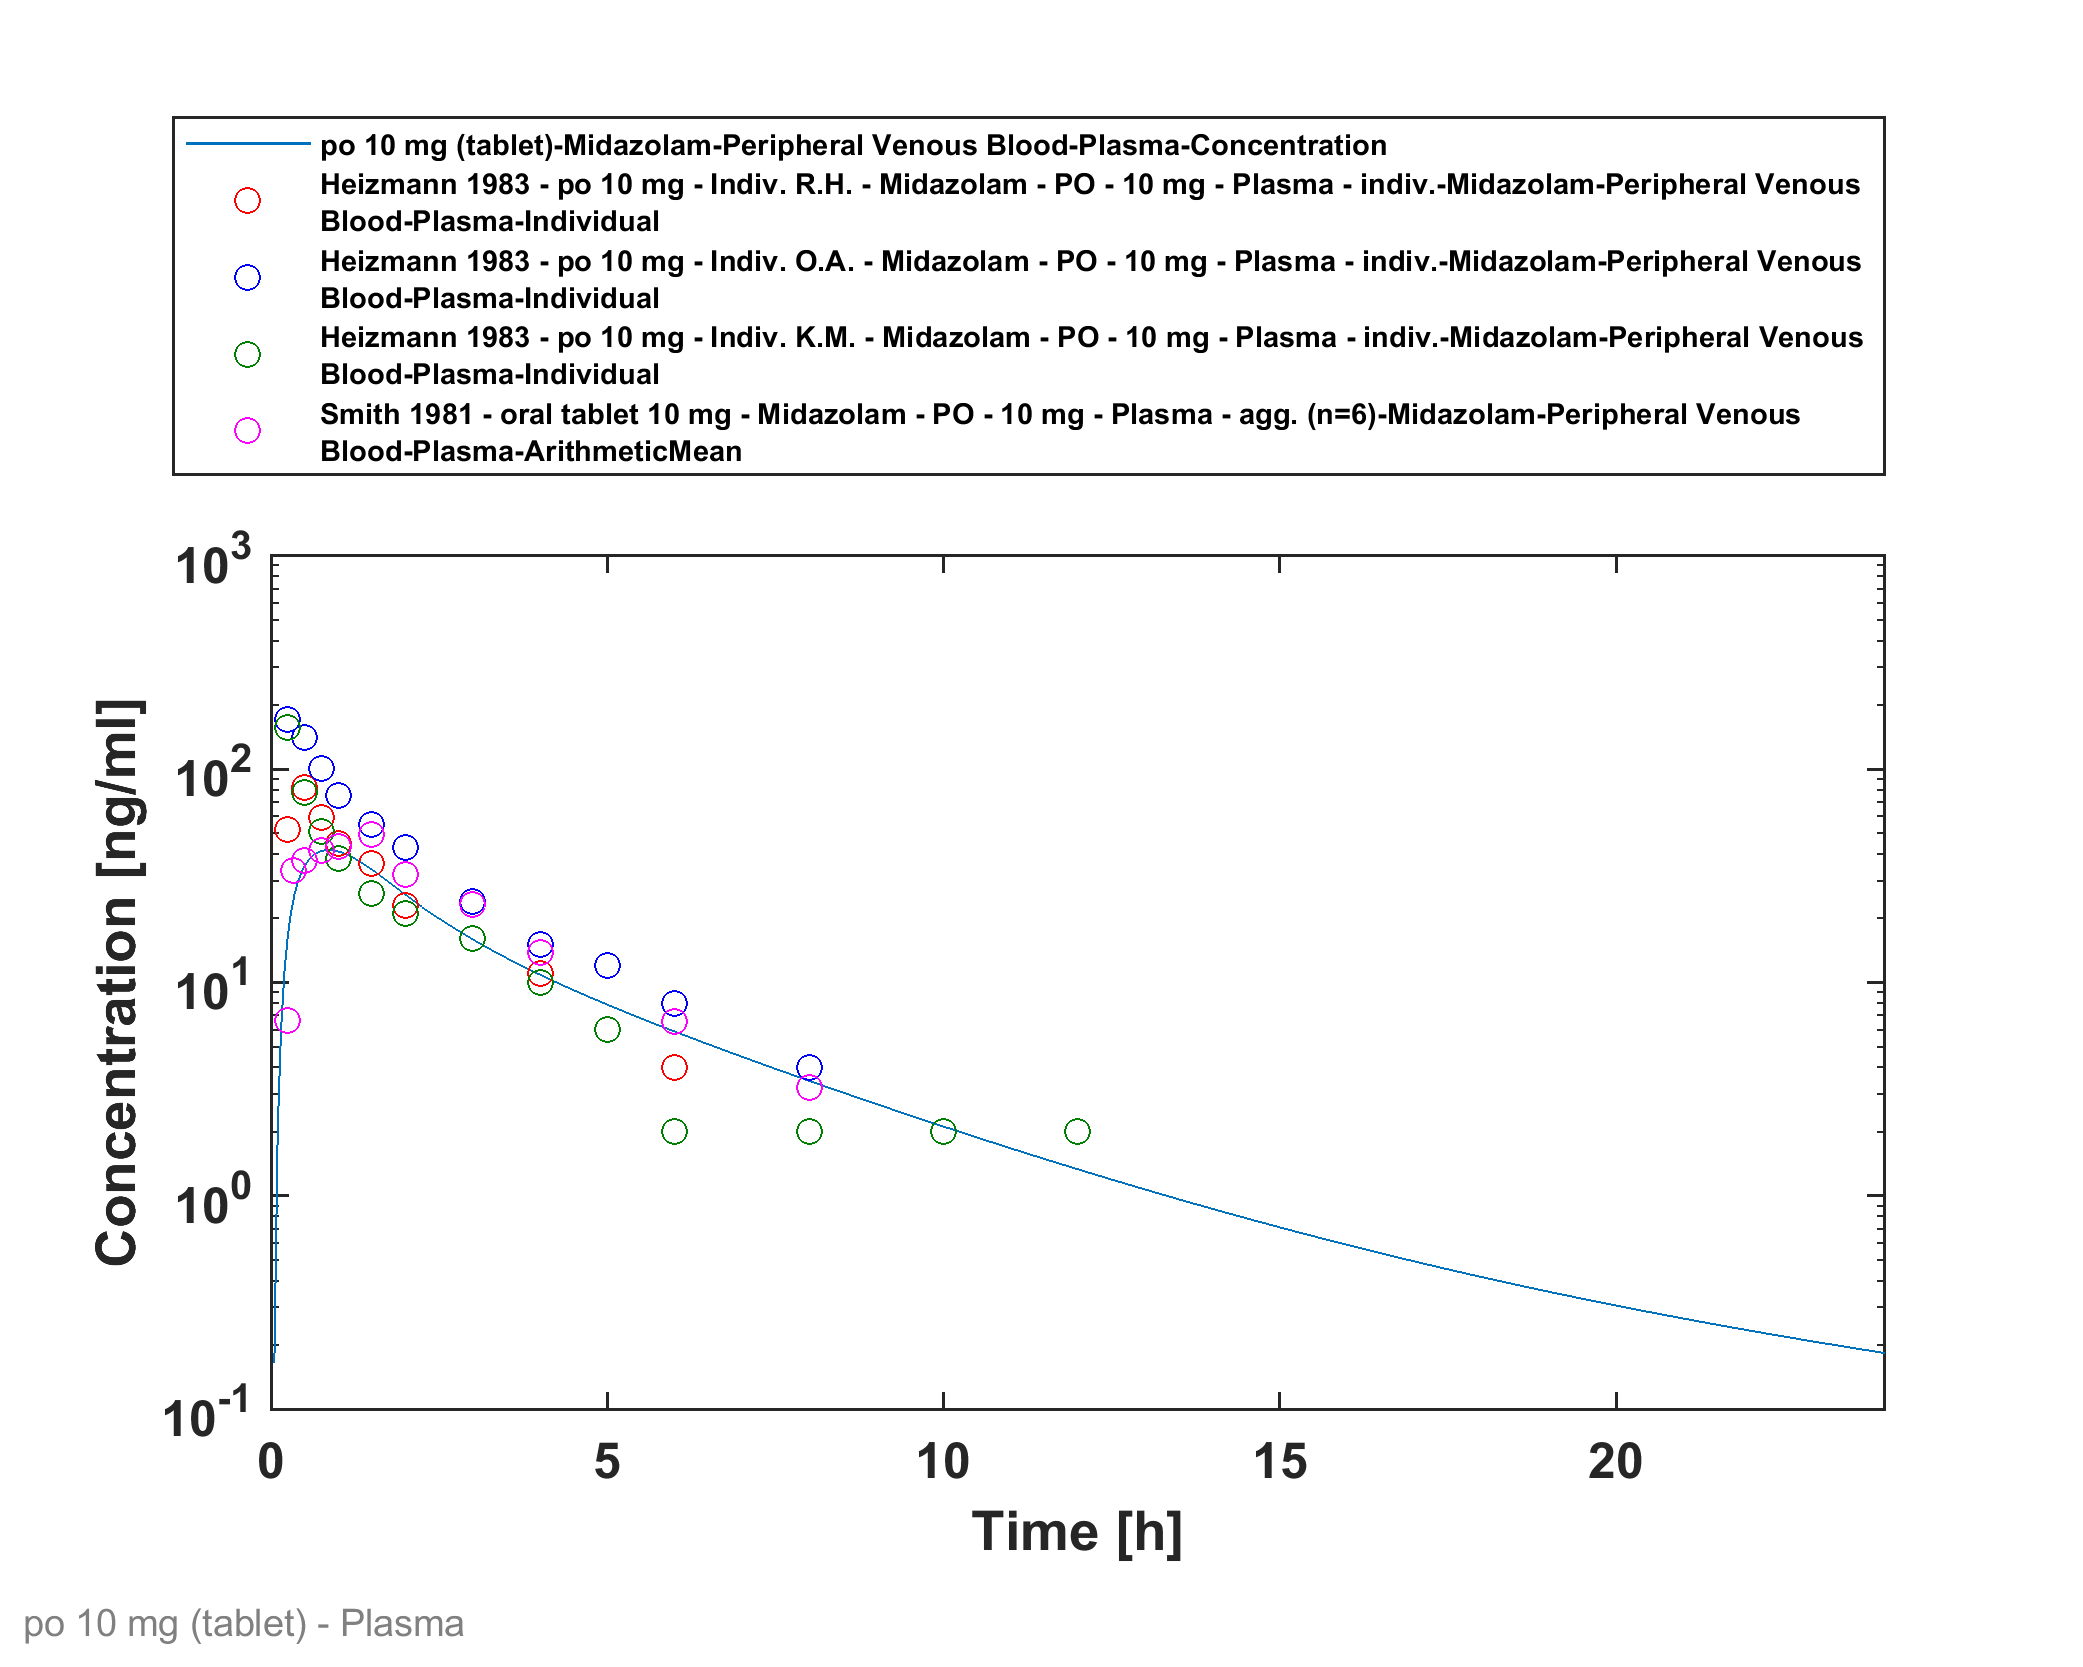 po 10 mg (tablet)-Midazolam-Peripheral Venous Blood-Plasma-Concentration
Heizmann 1983 - po 10 mg - Indiv. R.H. - Midazolam - PO - 10 mg - Plasma - indiv.-Midazolam-Peripheral Venous
Blood-Plasma-Individual
Heizmann 1983 - po 10 mg - Indiv. O.A. - Midazolam - PO - 10 mg - Plasma - indiv.-Midazolam-Peripheral Venous
Blood-Plasma-Individual
Heizmann 1983 - po 10 mg - Indiv. K.M. - Midazolam - PO - 10 mg - Plasma - indiv.-Midazolam-Peripheral Venous
Blood-Plasma-Individual
Smith 1981 - oral tablet 10 mg - Midazolam - PO - 10 mg - Plasma - agg. (n=6)-Midazolam-Peripheral Venous
Blood-Plasma-ArithmeticMean
10^3
10^2
10^1
10^0
10^-1
Concentration [ng/ml]
0 5 10 15 20
Time [h]
po 10 mg (tablet) - Plasma